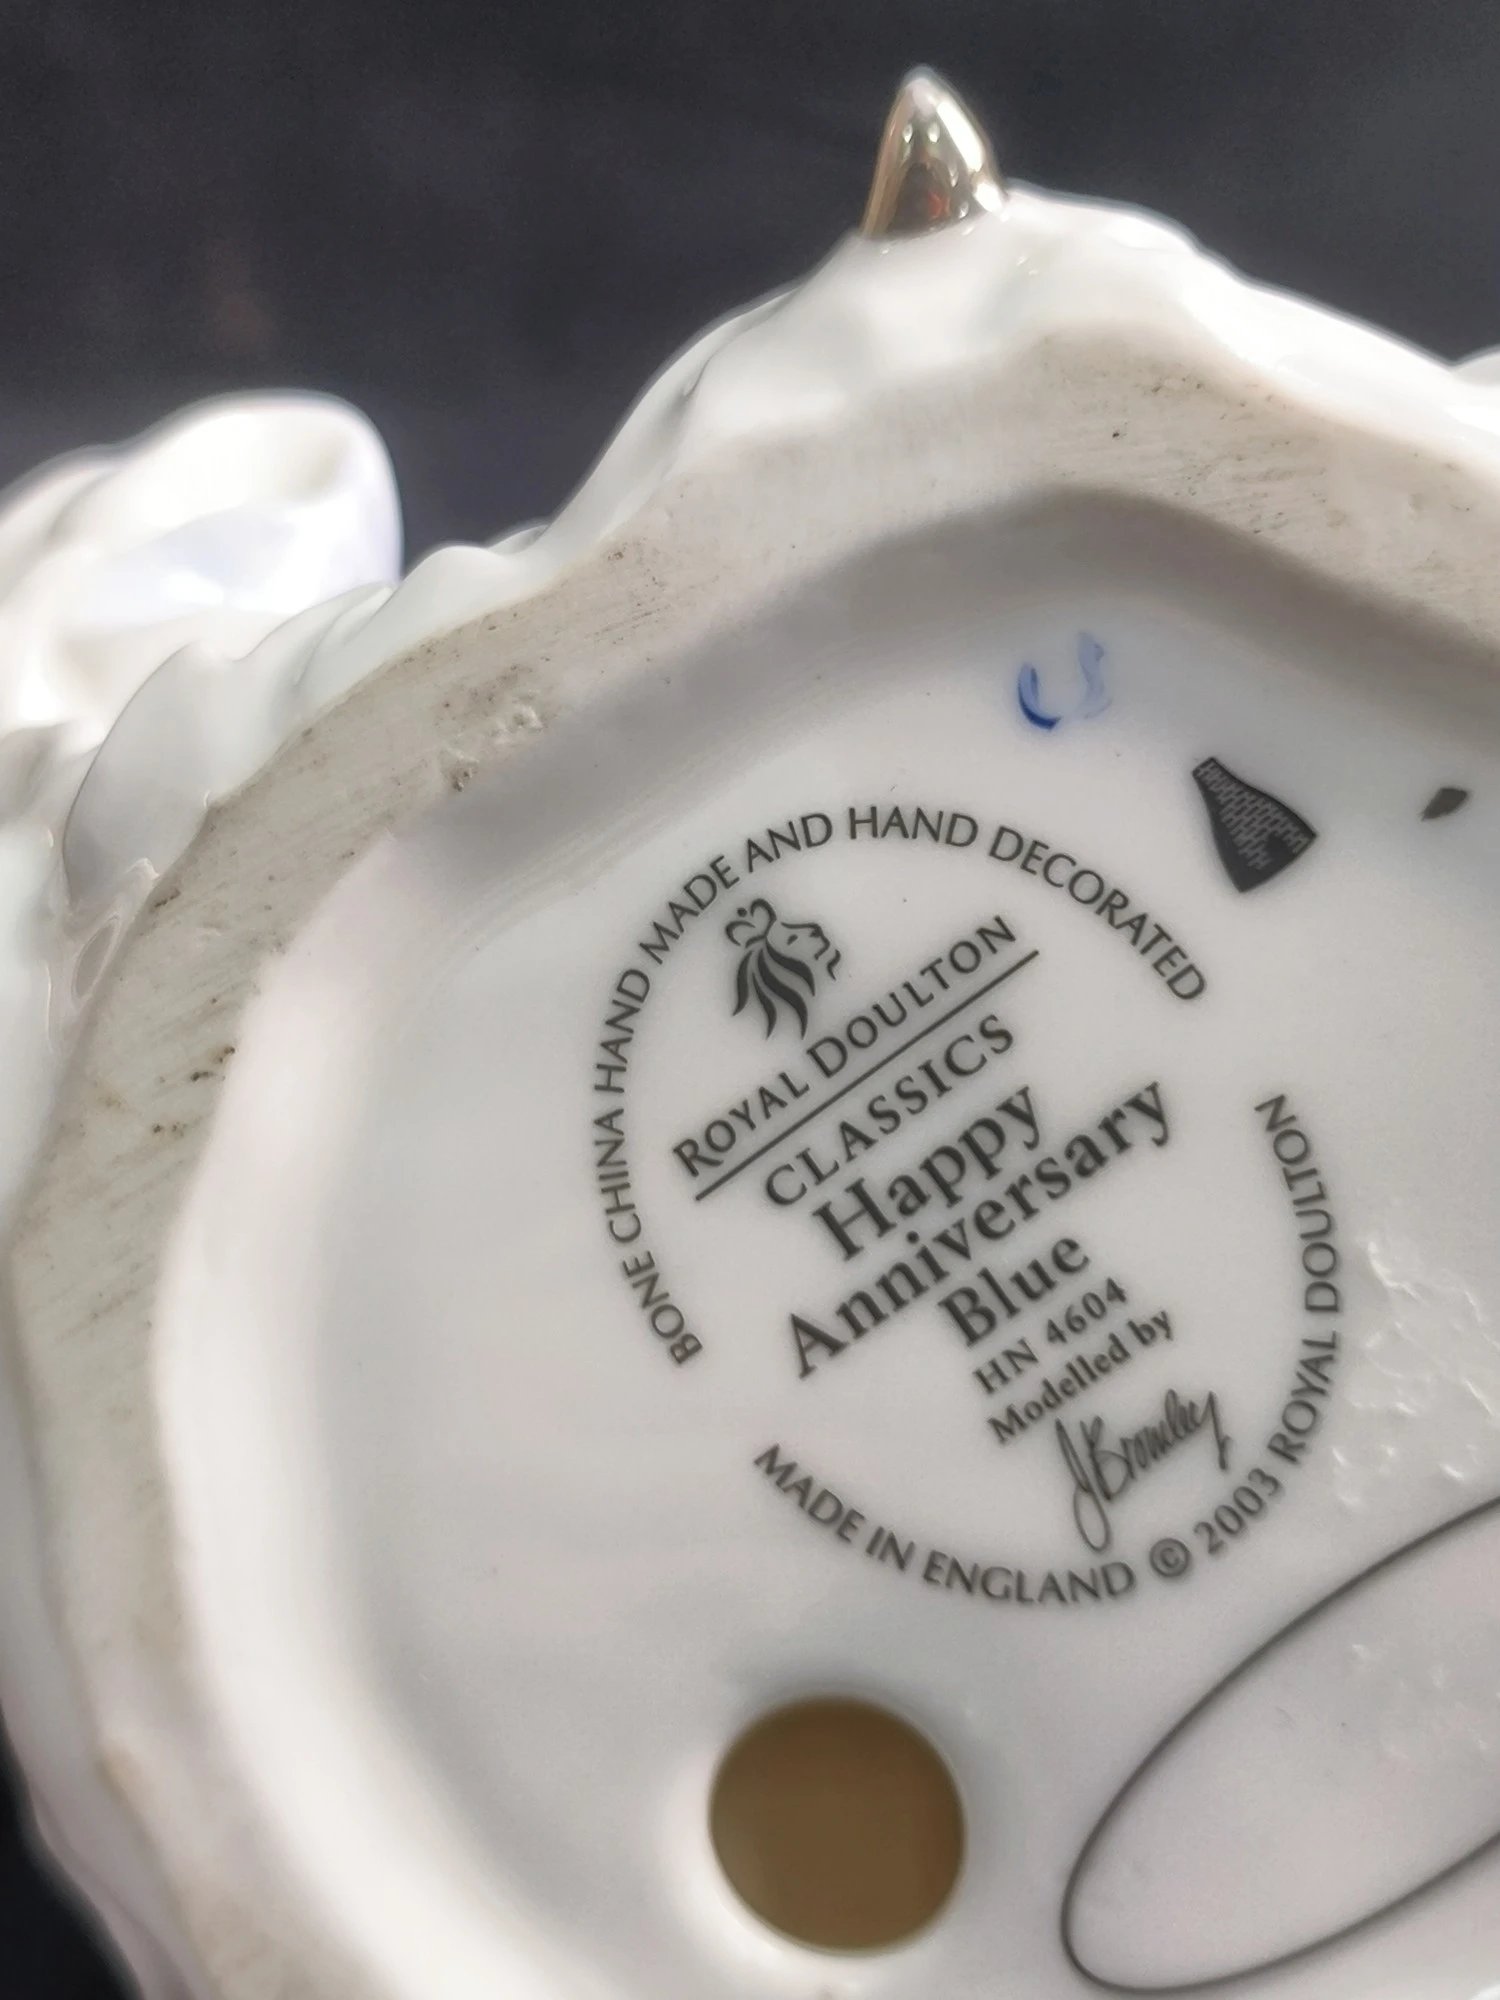 BONE CHINA HAND MADE AND HAND DECORATED
ROYAL DOULTON
CLASSICS
Happy
Anniversary
Blue
HN 4604
Modelled by
J Bromley
MADE IN ENGLAND © 2003 ROYAL DOULTON